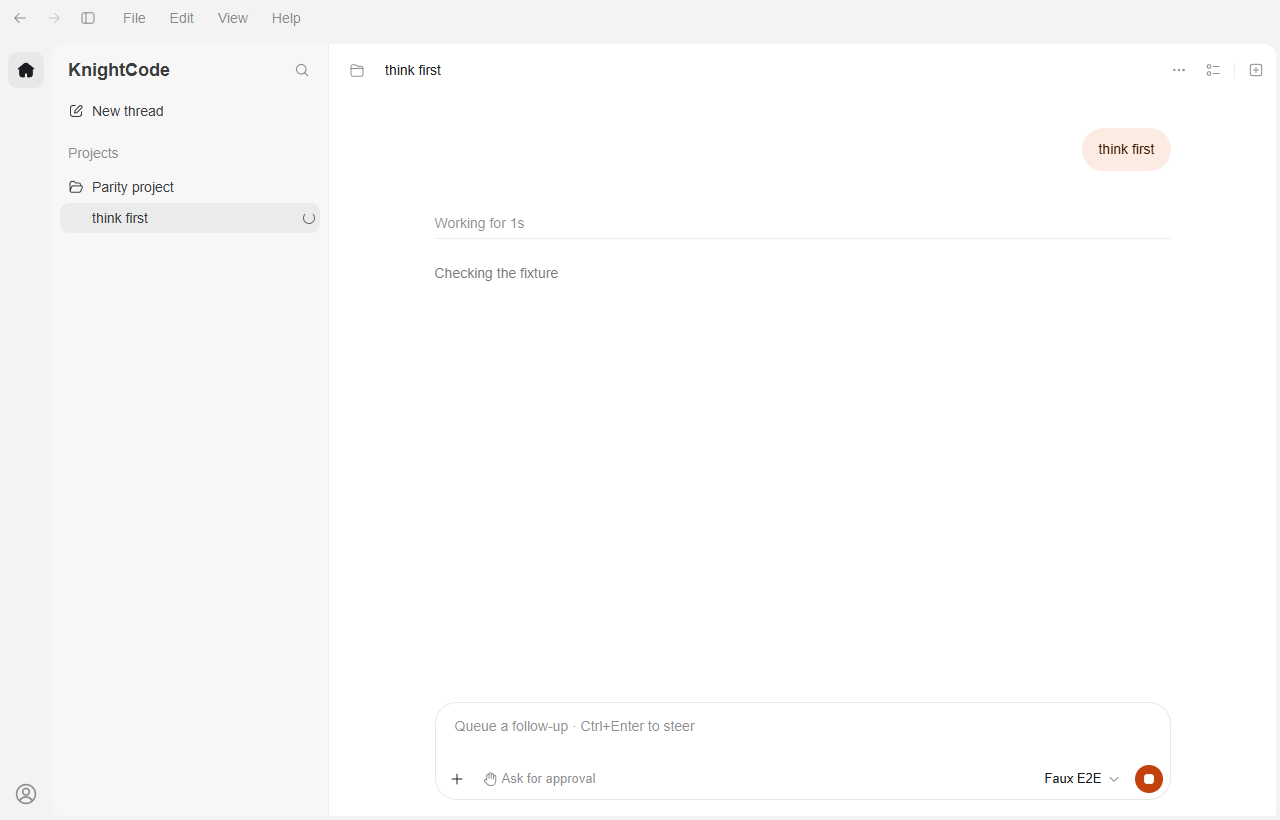 File Edit View Help
KnightCode
New thread
Projects
Parity project
think first
think first
think first
Working for 1s
Checking the fixture
Queue a follow-up · Ctrl+Enter to steer
Ask for approval
Faux E2E